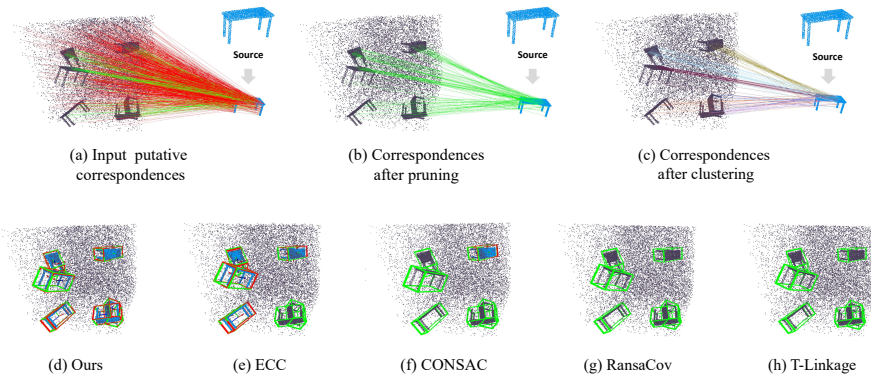 Source
Source
Source
(a) Input putative
correspondences
(b) Correspondences
after pruning
(c) Correspondences
after clustering
(d) Ours
(e) ECC
(f) CONSAC
(g) RansaCov
(h) T-Linkage